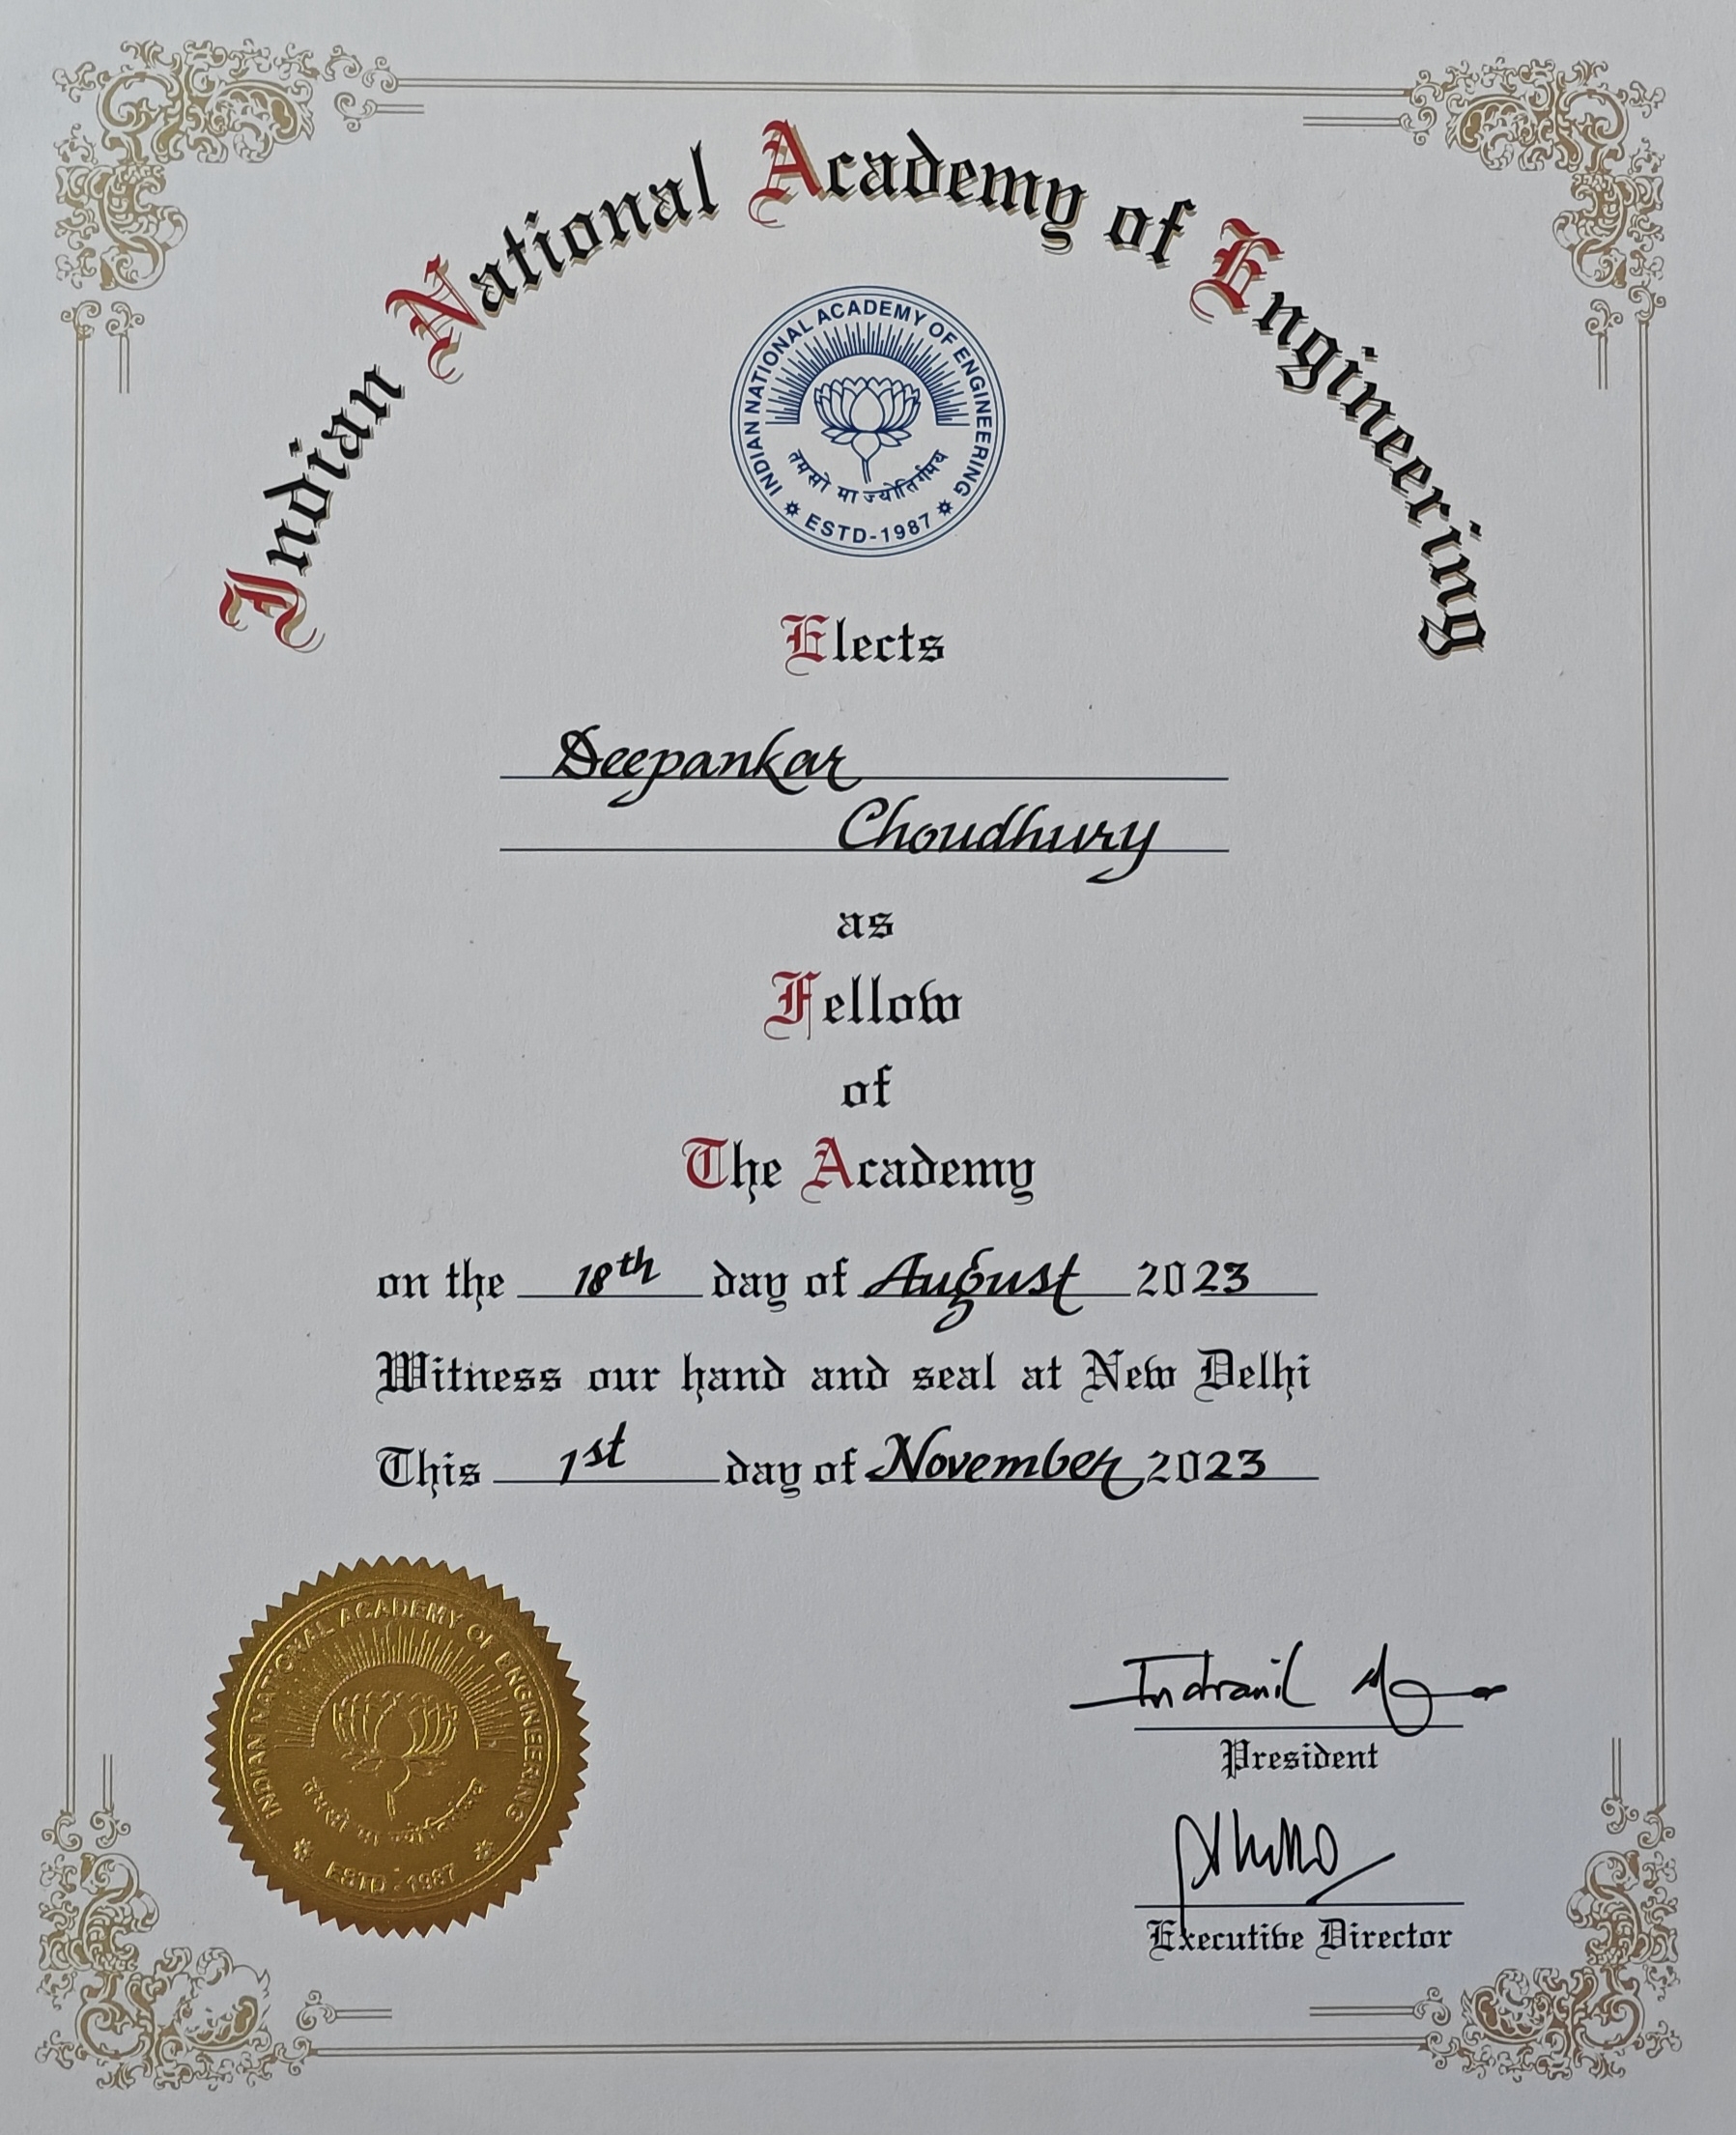 Indian National Academy of Engineering
INDIAN NATIONAL ACADEMY OF ENGINEERING
तमसो मा ज्योतिर्गमय
ESTD-1987
Elects
Deepankar
Choudhury
as
Fellow
of
The Academy
on the 18th day of August 2023
Witness our hand and seal at New Delhi
This 1st day of November 2023
INDIAN NATIONAL ACADEMY OF ENGINEERING
तमसो मा ज्योतिर्गमय
ESTD-1987
Indranil
President
Executive Director